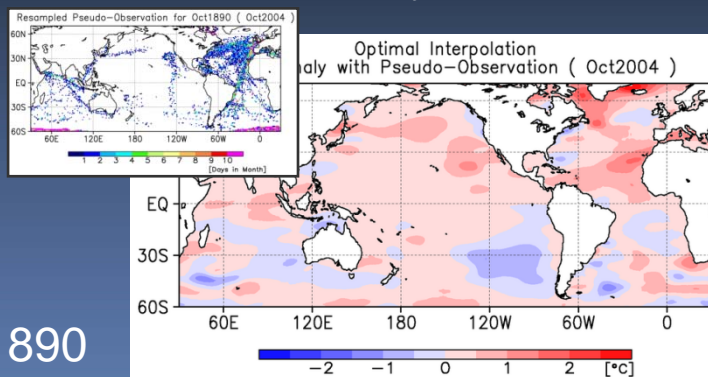 Resampled Pseudo-Observation for Oct1890 ( Oct2004 )
60N
30N
EQ
30S
60S
60E 120E 180 120W 60W 0
1 2 3 4 5 6 7 8 9 10
[Days in Month]
Optimal Interpolation
with Pseudo-Observation ( Oct2004 )
EQ
30S
60S
60E 120E 180 120W 60W 0
-2 -1 0 1 2 [°C]
890